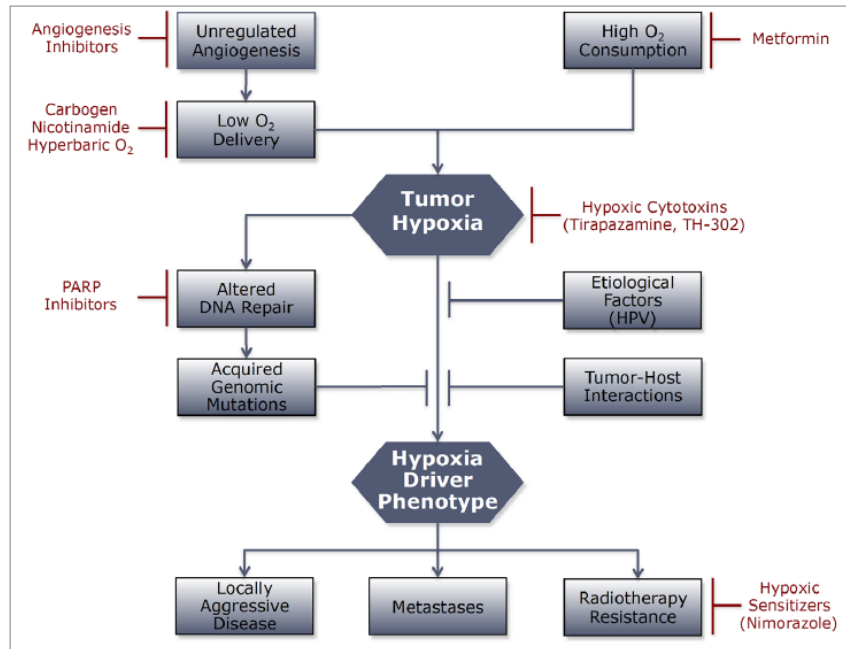 Angiogenesis
Inhibitors
Unregulated
Angiogenesis
High O₂
Consumption
Metformin
Carbogen
Nicotinamide
Hyperbaric O₂
Low O₂
Delivery
Tumor
Hypoxia
Hypoxic Cytotoxins
(Tirapazamine, TH-302)
PARP
Inhibitors
Altered
DNA Repair
Etiological
Factors
(HPV)
Acquired
Genomic
Mutations
Tumor-Host
Interactions
Hypoxia
Driver
Phenotype
Locally
Aggressive
Disease
Metastases
Radiotherapy
Resistance
Hypoxic
Sensitizers
(Nimorazole)